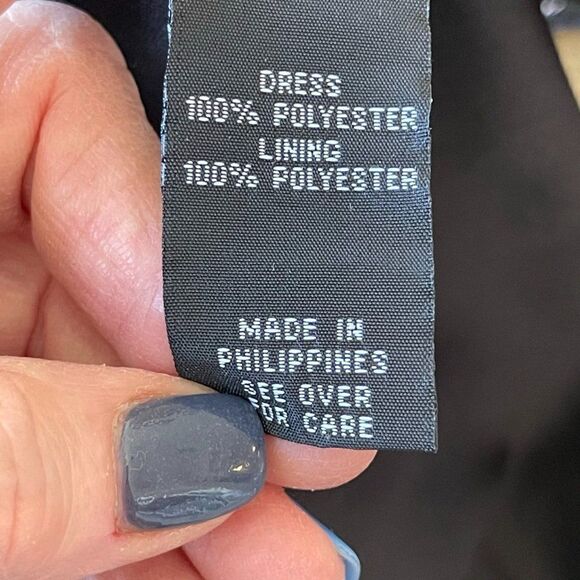 DRESS
100% POLYESTER
LINING
100% POLYESTER
MADE IN
PHILIPPINES
SEE OVER
FOR CARE